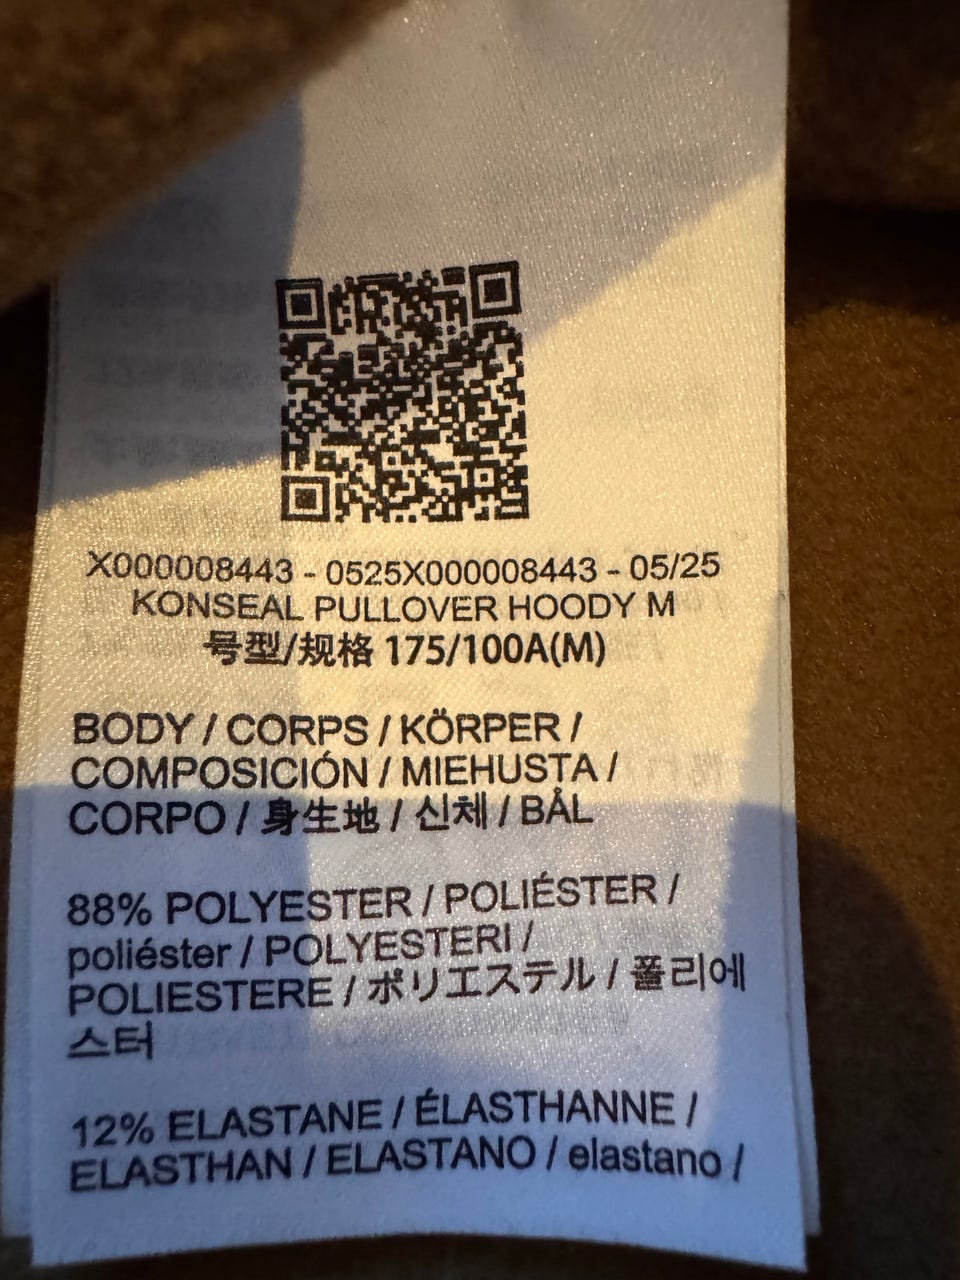 X000008443 - 0525X000008443 - 05/25
KONSEAL PULLOVER HOODY M
号型/规格 175/100A(M)
BODY / CORPS / KÖRPER /
COMPOSICIÓN / MIEHUSTA /
CORPO / 身生地 / 신체 / BÅL
88% POLYESTER / POLIÉSTER /
poliéster / POLYESTERI /
POLIESTERE / ポリエステル / 폴리에
스터
12% ELASTANE / ÉLASTHANNE /
ELASTHAN / ELASTANO / elastano /